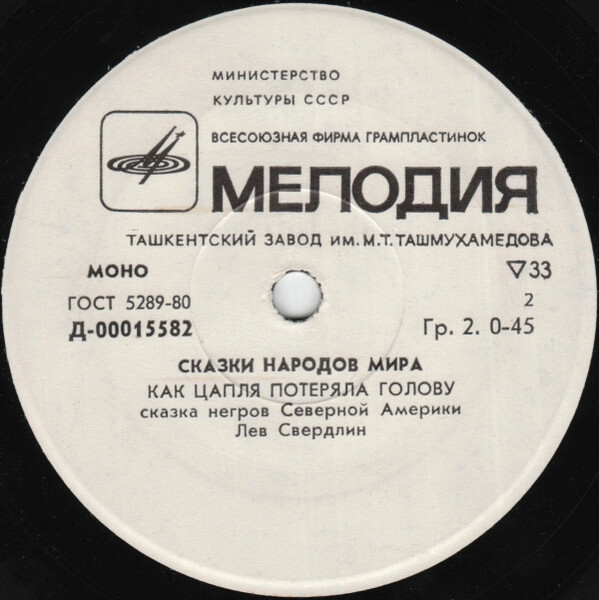 МИНИСТЕРСТВО
КУЛЬТУРЫ СССР
ВСЕСОЮЗНАЯ ФИРМА ГРАМПЛАСТИНОК
МЕЛОДИЯ
ТАШКЕНТСКИЙ ЗАВОД ИМ. М.Т. ТАШМУХАМЕДОВА
МОНО ▽33
ГОСТ 5289-80 2
Д-00015582 Гр. 2. 0-45
СКАЗКИ НАРОДОВ МИРА
КАК ЦАПЛЯ ПОТЕРЯЛА ГОЛОВУ
сказка негров Северной Америки
Лев Свердлин